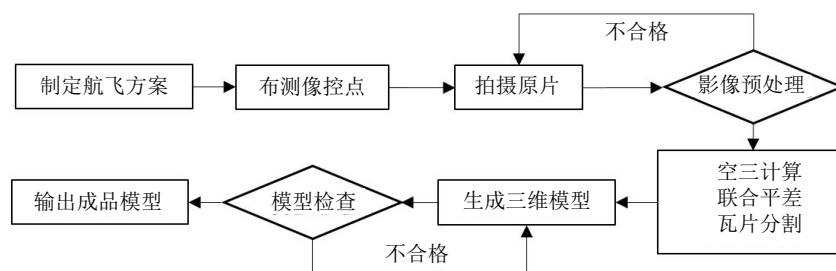 不合格
制定航飞方案
布测像控点
拍摄原片
影像预处理
空三计算
联合平差
瓦片分割
输出成品模型
模型检查
生成三维模型
不合格